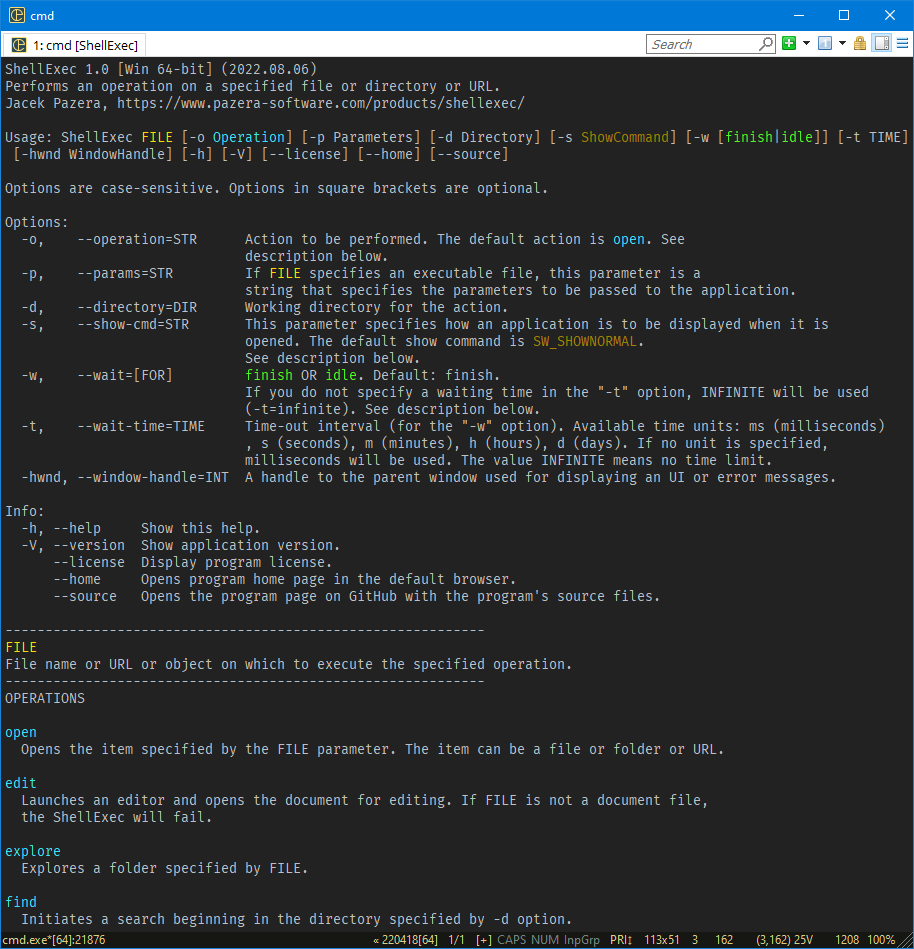 cmd
1: cmd [ShellExec]
Search
ShellExec 1.0 [Win 64-bit] (2022.08.06)
Performs an operation on a specified file or directory or URL.
Jacek Pazera, https://www.pazera-software.com/products/shellexec/
Usage: ShellExec FILE [-o Operation] [-p Parameters] [-d Directory] [-s ShowCommand] [-w [finish|idle]] [-t TIME]
[-hwnd WindowHandle] [-h] [-V] [--license] [--home] [--source]
Options are case-sensitive. Options in square brackets are optional.
Options:
-o,    --operation=STR      Action to be performed. The default action is open. See
description below.
-p,    --params=STR         If FILE specifies an executable file, this parameter is a
string that specifies the parameters to be passed to the application.
-d,    --directory=DIR      Working directory for the action.
-s,    --show-cmd=STR       This parameter specifies how an application is to be displayed when it is
opened. The default show command is SW_SHOWNORMAL.
See description below.
-w,    --wait=[FOR]         finish OR idle. Default: finish.
If you do not specify a waiting time in the "-t" option, INFINITE will be used
(-t=infinite). See description below.
-t,    --wait-time=TIME     Time-out interval (for the "-w" option). Available time units: ms (milliseconds)
, s (seconds), m (minutes), h (hours), d (days). If no unit is specified,
milliseconds will be used. The value INFINITE means no time limit.
-hwnd, --window-handle=INT  A handle to the parent window used for displaying an UI or error messages.
Info:
-h, --help     Show this help.
-V, --version  Show application version.
--license  Display program license.
--home     Opens program home page in the default browser.
--source   Opens the program page on GitHub with the program's source files.
------------------------------------------------------------
FILE
File name or URL or object on which to execute the specified operation.
------------------------------------------------------------
OPERATIONS
open
Opens the item specified by the FILE parameter. The item can be a file or folder or URL.
edit
Launches an editor and opens the document for editing. If FILE is not a document file,
the ShellExec will fail.
explore
Explores a folder specified by FILE.
find
Initiates a search beginning in the directory specified by -d option.
cmd.exe*[64]:21876 « 220418[64] 1/1 [+] CAPS NUM InpGrp PRI↕ 113x51 3 162 (3,162) 25V 1208 100%